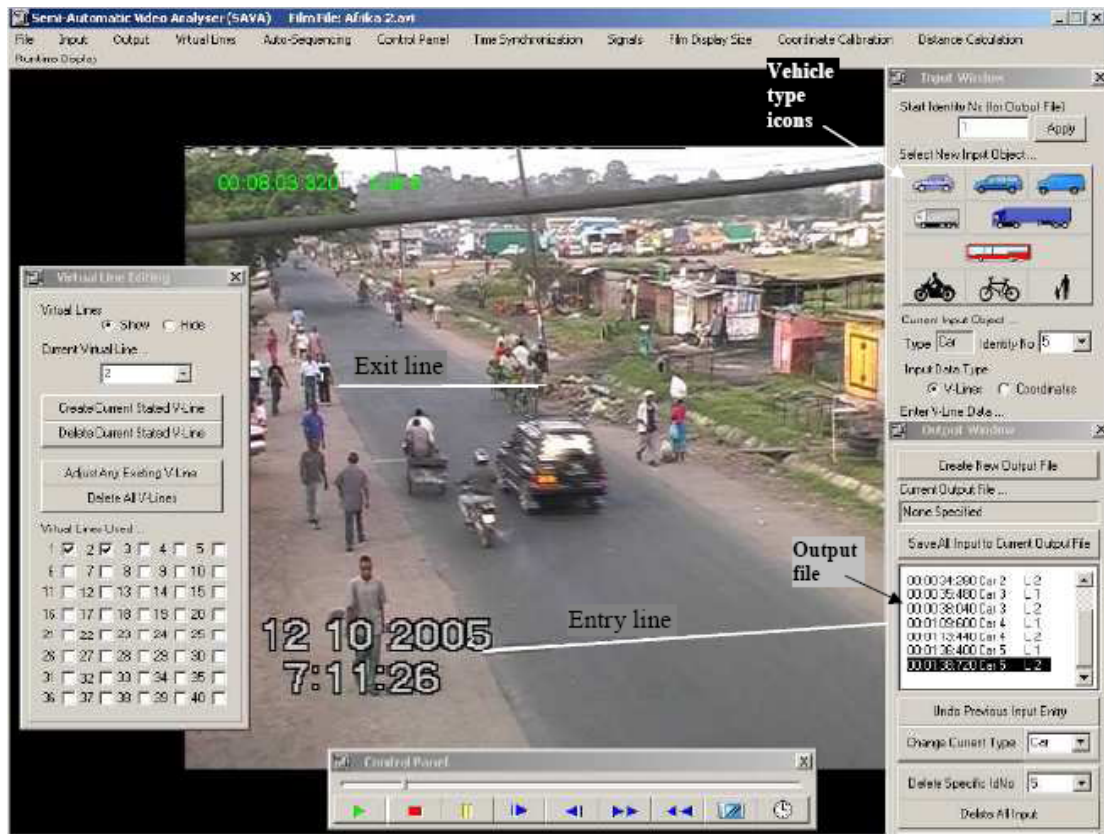 Semi-Automatic Video Analyser (SAVA) Film File: Afrika 2.avi
File Input Output Virtual Lines Auto-Sequencing Control Panel Time Synchronization Signals Film Display Size Coordinate Calibration Distance Calculation
Runtime Display
Vehicle
type
icons
Input Window
Start Identity No (for Output File)
1
Apply
Select New Input Object ...
Current Input Object ...
Type Car Identity No 5
Input Data Type
V-Lines Coordinates
Enter V-Line Data ...
00:08:03:320
Virtual Line Editing
Virtual Lines
Show Hide
Current Virtual Line ...
2
Create Current Stated V-Line
Delete Current Stated V-Line
Adjust Any Existing V-Line
Delete All V-Lines
Virtual Lines Used ...
1 2 3 4 5
6 7 8 9 10
11 12 13 14 15
16 17 18 19 20
21 22 23 24 25
26 27 28 29 30
31 32 33 34 35
36 37 38 39 40
Exit line
Entry line
12 10 2005
7:11:26
Output Window
Create New Output File
Current Output File ...
None Specified
Save All Input to Current Output File
Output
file
00:00:34:280 Car 2 L 2
00:00:35:480 Car 3 L 1
00:00:38:040 Car 3 L 2
00:01:09:600 Car 4 L 1
00:01:13:440 Car 4 L 2
00:01:36:400 Car 5 L 1
00:01:38:720 Car 5 L 2
Undo Previous Input Entry
Change Current Type Car
Delete Specific IdNo 5
Delete All Input
Control Panel